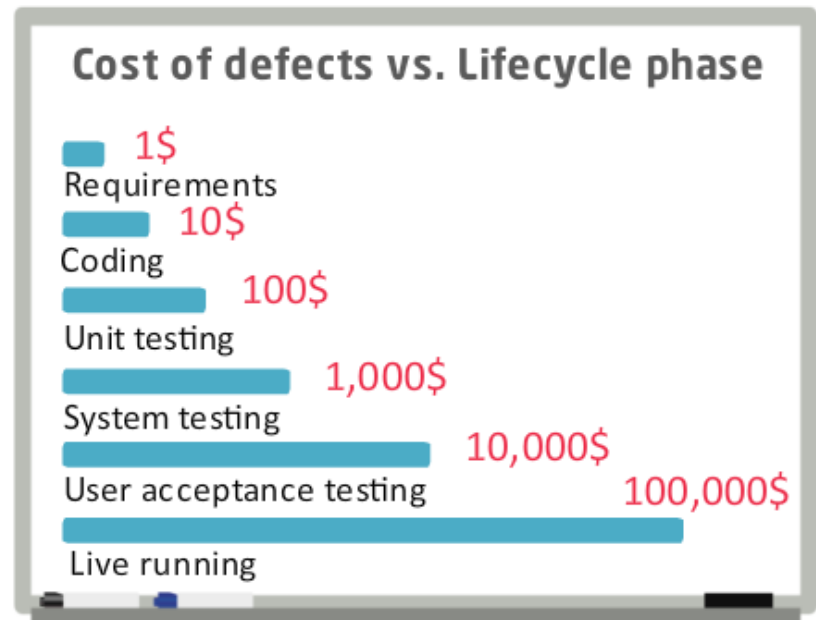 Cost of defects vs. Lifecycle phase
1$
Requirements
10$
Coding
100$
Unit testing
1,000$
System testing
10,000$
User acceptance testing
100,000$
Live running